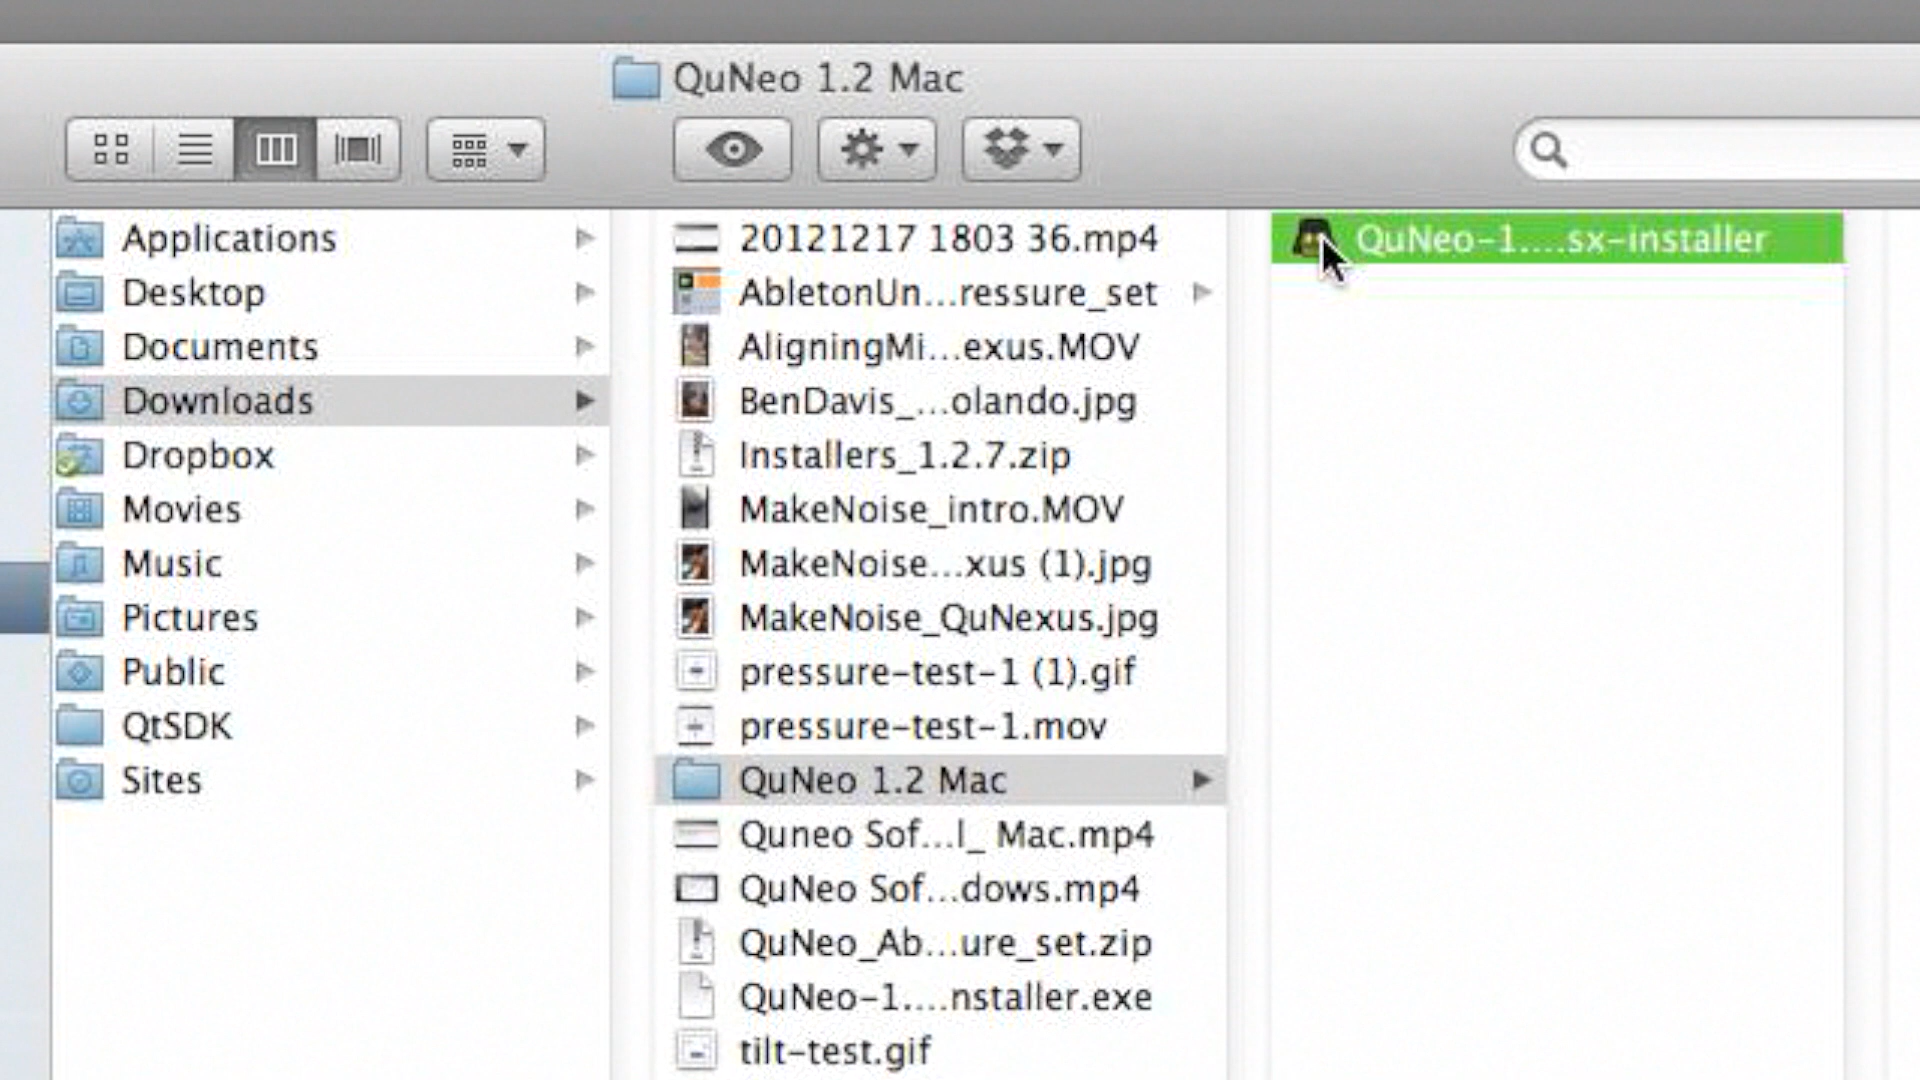 QuNeo 1.2 Mac
Applications
Desktop
Documents
Downloads
Dropbox
Movies
Music
Pictures
Public
QtSDK
Sites
20121217 1803 36.mp4
AbletonUn...ressure_set
AligningMi...exus.MOV
BenDavis_...olando.jpg
Installers_1.2.7.zip
MakeNoise_intro.MOV
MakeNoise...xus (1).jpg
MakeNoise_QuNexus.jpg
pressure-test-1 (1).gif
pressure-test-1.mov
QuNeo 1.2 Mac
Quneo Sof...l_ Mac.mp4
QuNeo Sof...dows.mp4
QuNeo_Ab...ure_set.zip
QuNeo-1....nstaller.exe
tilt-test.gif
QuNeo-1....sx-installer